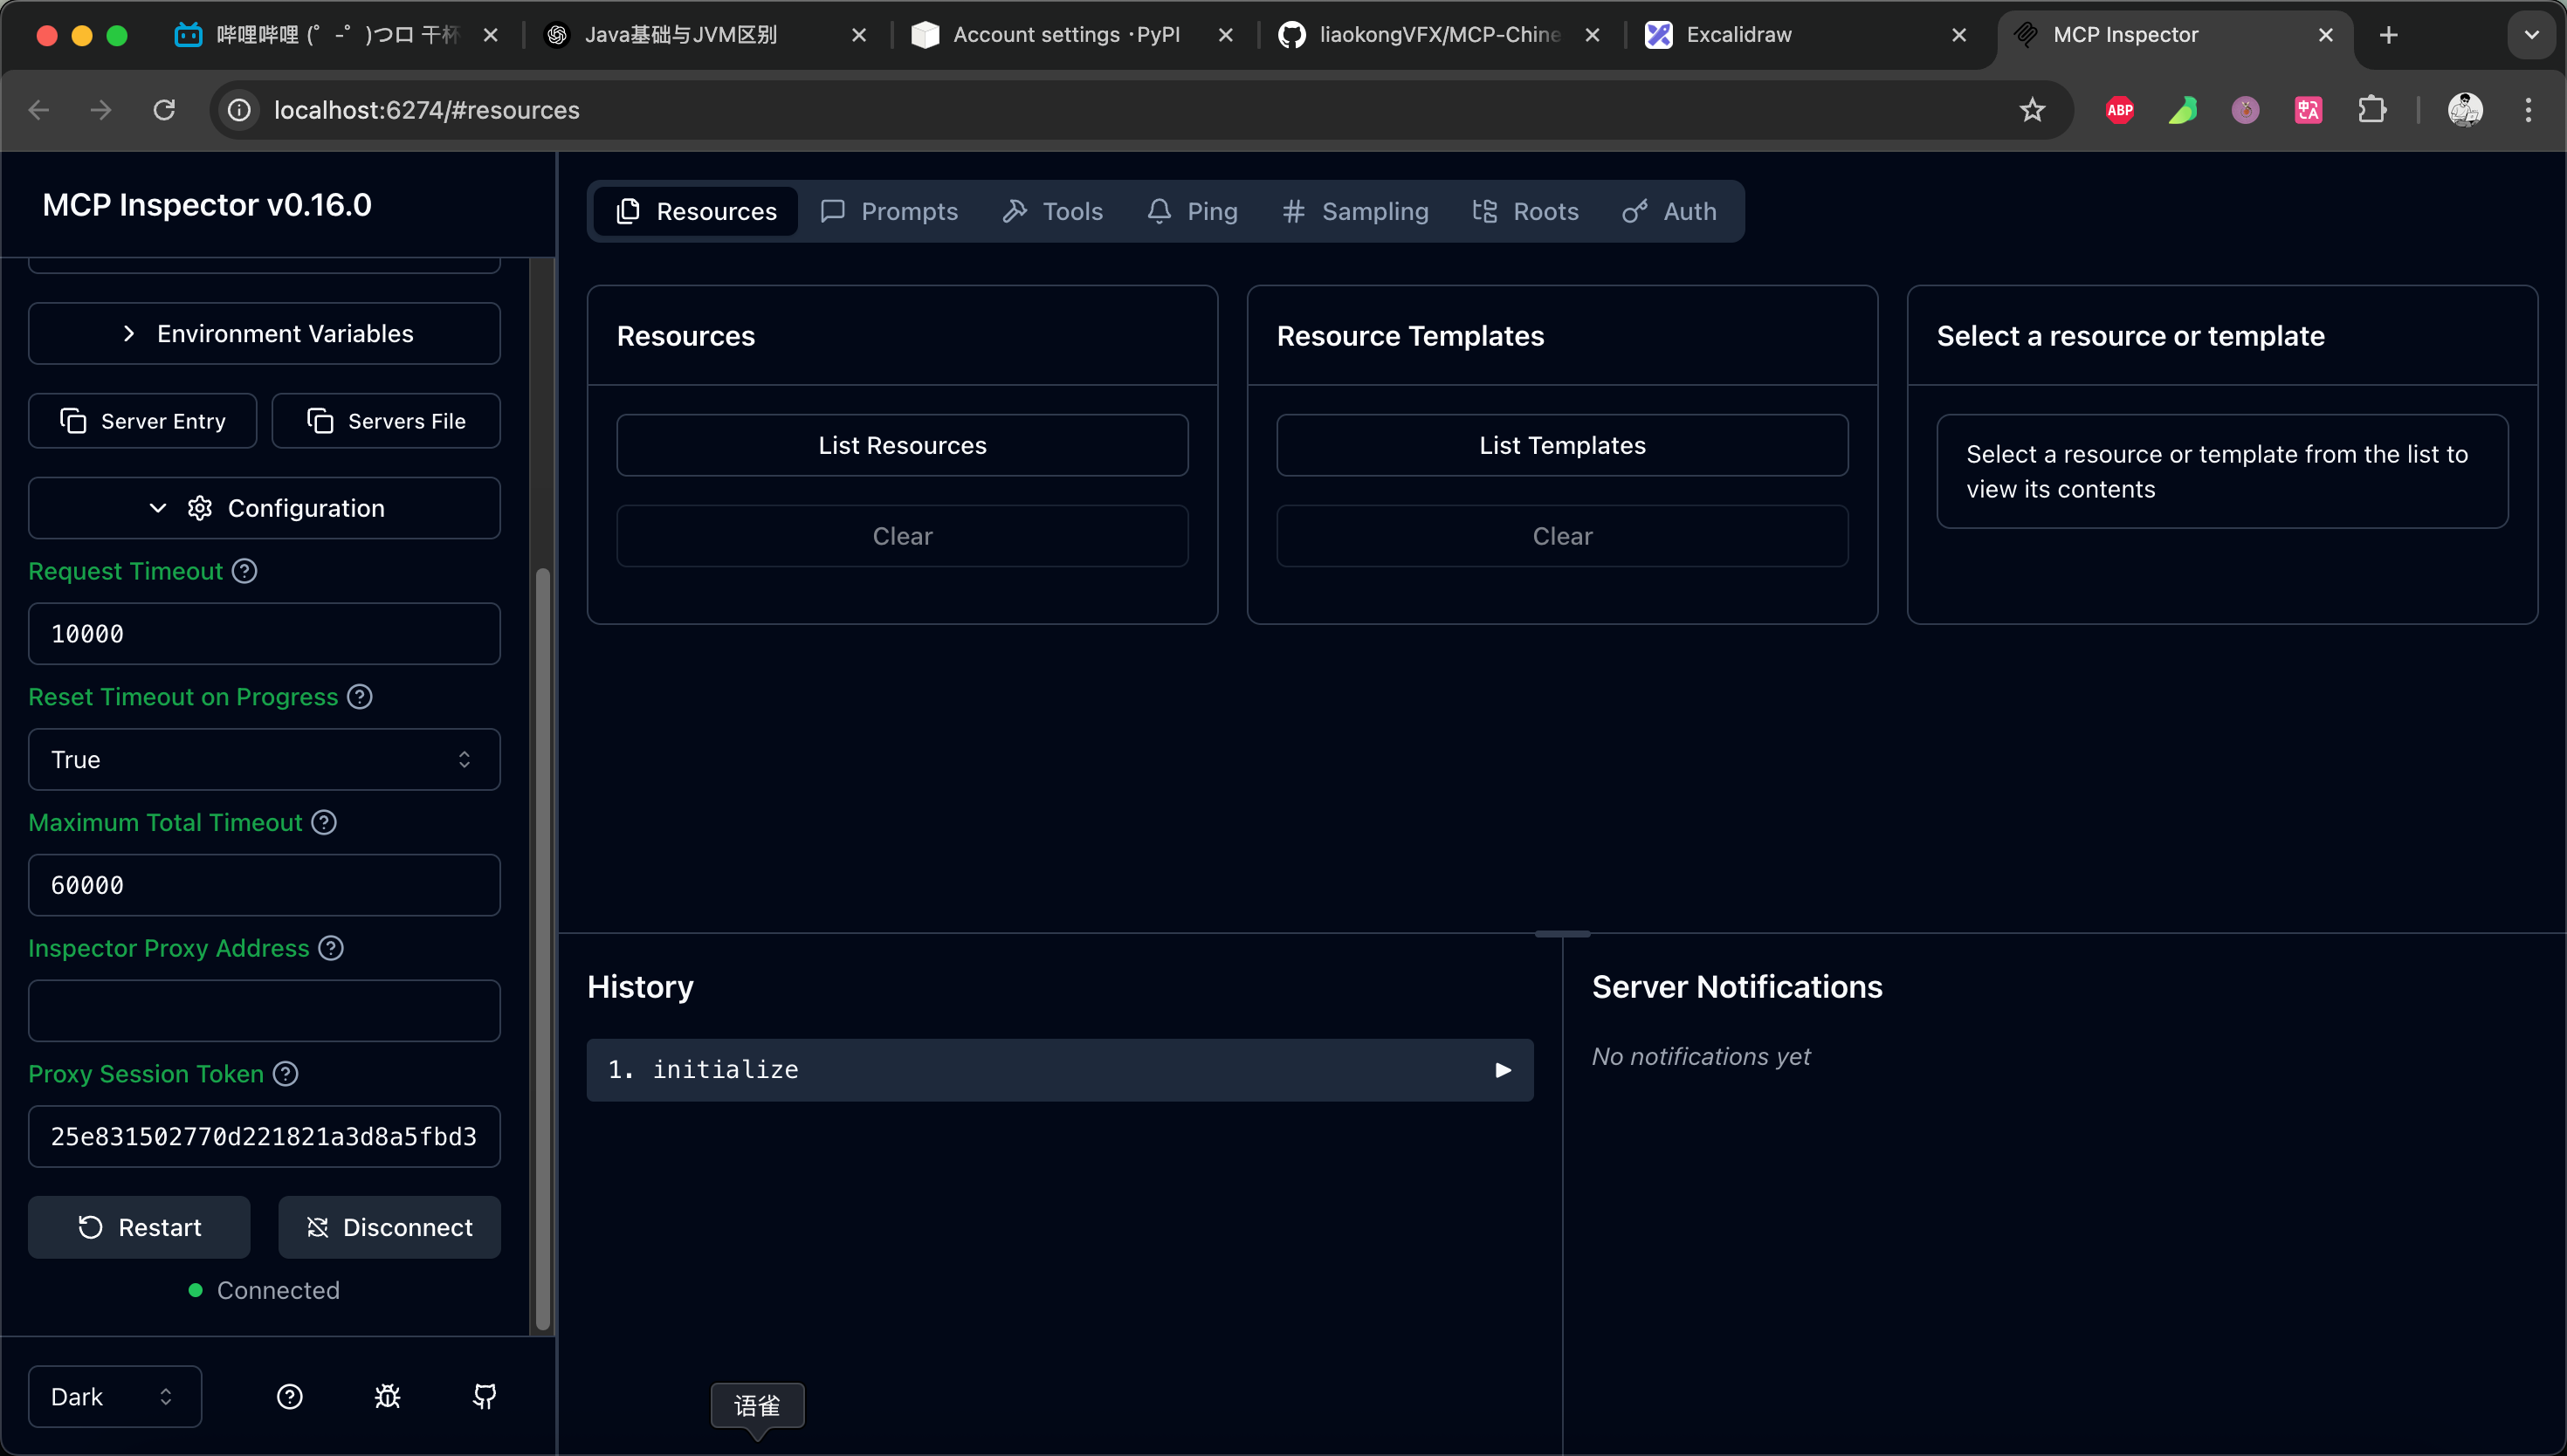 哔哩哔哩 (゜-゜)つロ 干杯
Java基础与JVM区别
Account settings · PyPI
liaokongVFX/MCP-Chine
Excalidraw
MCP Inspector
localhost:6274/#resources
ABP
MCP Inspector v0.16.0
Resources
Prompts
Tools
Ping
Sampling
Roots
Auth
Environment Variables
Server Entry
Servers File
Configuration
Request Timeout
10000
Reset Timeout on Progress
True
Maximum Total Timeout
60000
Inspector Proxy Address
Proxy Session Token
25e831502770d221821a3d8a5fbd3
Restart
Disconnect
Connected
Dark
Resources
List Resources
Clear
Resource Templates
List Templates
Clear
Select a resource or template
Select a resource or template from the list to
view its contents
History
1. initialize
Server Notifications
No notifications yet
语雀